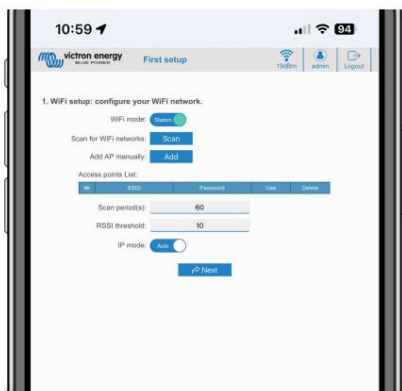 10:59
94
victron energy
BLUE POWER
First setup
admin
Logout
1. WiFi setup: configure your WiFi network.
WiFi mode: Station
Scan for WiFi networks: Scan
Add AP manually: Add
Access points List:
№ SSID Password Use Delete
Scan period(s): 60
RSSI threshold: 10
IP mode: Auto
Next